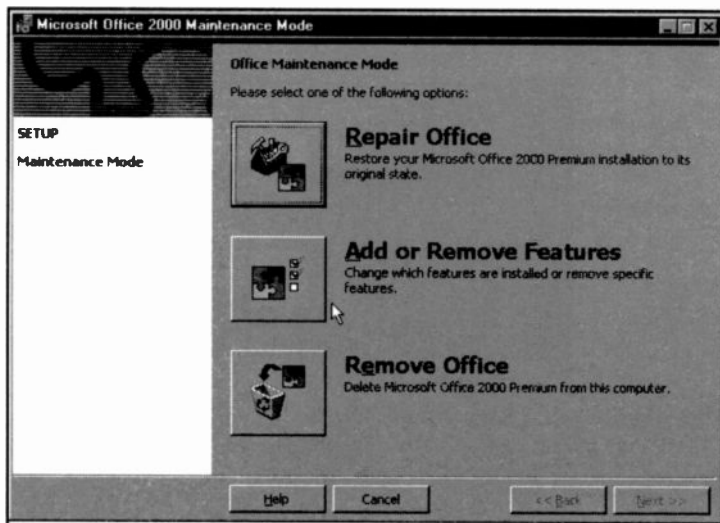 Microsoft Office 2000 Maintenance Mode
Office Maintenance Mode
Please select one of the following options:
SETUP
Maintenance Mode
Repair Office
Restore your Microsoft Office 2000 Premium installation to its
original state.
Add or Remove Features
Change which features are installed or remove specific
features.
Remove Office
Delete Microsoft Office 2000 Premium from this computer.
Help
Cancel
<< Back
Next >>